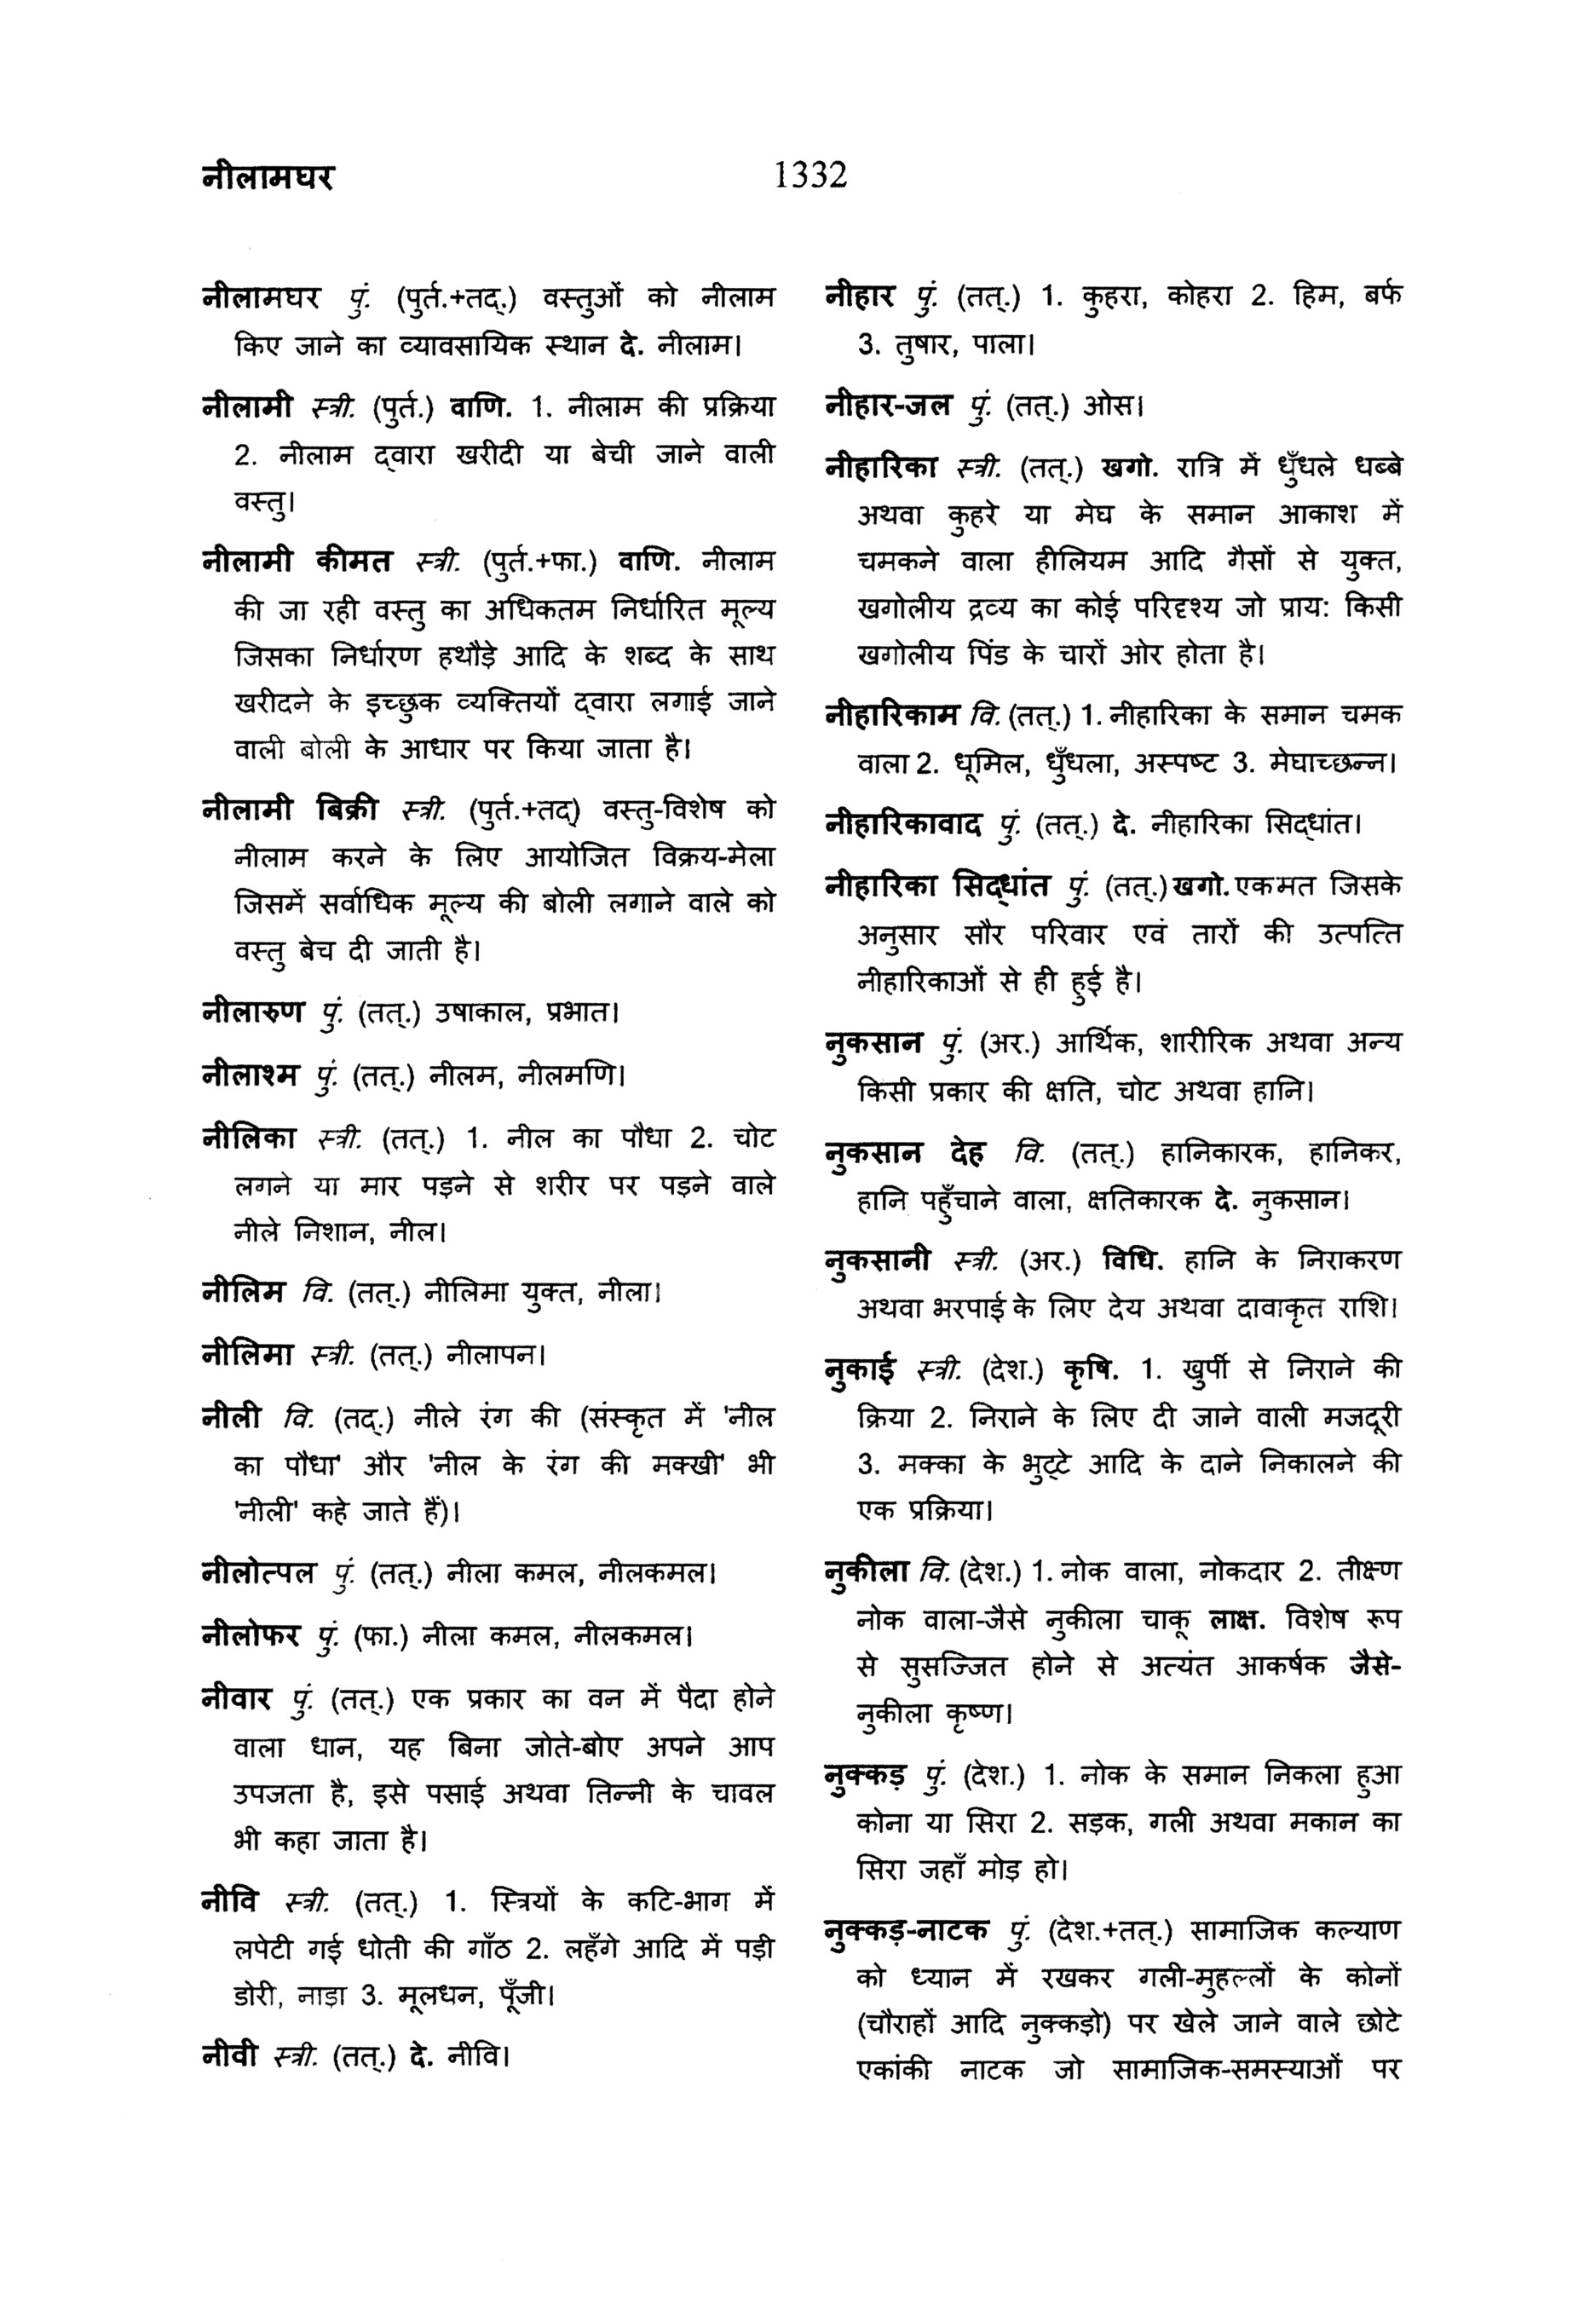 नीलामघर
1332
नीलामघर पुं. (पुर्त.+तद्.) वस्तुओं को नीलाम
किए जाने का व्यावसायिक स्थान दे. नीलाम।
नीलामी स्त्री. (पुर्त.) वाणि. 1. नीलाम की प्रक्रिया
2. नीलाम द्वारा खरीदी या बेची जाने वाली
वस्तु।
नीलामी कीमत स्त्री. (पुर्त.+फा.) वाणि. नीलाम
की जा रही वस्तु का अधिकतम निर्धारित मूल्य
जिसका निर्धारण हथौड़े आदि के शब्द के साथ
खरीदने के इच्छुक व्यक्तियों द्वारा लगाई जाने
वाली बोली के आधार पर किया जाता है।
नीलामी बिक्री स्त्री. (पुर्त.+तद्) वस्तु-विशेष को
नीलाम करने के लिए आयोजित विक्रय-मेला
जिसमें सर्वाधिक मूल्य की बोली लगाने वाले को
वस्तु बेच दी जाती है।
नीलारुण पुं. (तत्.) उषाकाल, प्रभात।
नीलाश्म पुं. (तत्.) नीलम, नीलमणि।
नीलिका स्त्री. (तत्.) 1. नील का पौधा 2. चोट
लगने या मार पड़ने से शरीर पर पड़ने वाले
नीले निशान, नील।
नीलिम वि. (तत्.) नीलिमा युक्त, नीला।
नीलिमा स्त्री. (तत्.) नीलापन।
नीली वि. (तद्.) नीले रंग की (संस्कृत में 'नील
का पौधा' और 'नील के रंग की मक्खी' भी
'नीली' कहे जाते हैं)।
नीलोत्पल पुं. (तत्.) नीला कमल, नीलकमल।
नीलोफर पुं. (फा.) नीला कमल, नीलकमल।
नीवार पुं. (तत्.) एक प्रकार का वन में पैदा होने
वाला धान, यह बिना जोते-बोए अपने आप
उपजता है, इसे पसाई अथवा तिन्नी के चावल
भी कहा जाता है।
नीवि स्त्री. (तत्.) 1. स्त्रियों के कटि-भाग में
लपेटी गई धोती की गाँठ 2. लहँगे आदि में पड़ी
डोरी, नाड़ा 3. मूलधन, पूँजी।
नीवी स्त्री. (तत्.) दे. नीवि।
नीहार पुं. (तत्.) 1. कुहरा, कोहरा 2. हिम, बर्फ
3. तुषार, पाला।
नीहार-जल पुं. (तत्.) ओस।
नीहारिका स्त्री. (तत्.) खगो. रात्रि में धुँधले धब्बे
अथवा कुहरे या मेघ के समान आकाश में
चमकने वाला हीलियम आदि गैसों से युक्त,
खगोलीय द्रव्य का कोई परिदृश्य जो प्राय: किसी
खगोलीय पिंड के चारों ओर होता है।
नीहारिकाम वि. (तत्.) 1. नीहारिका के समान चमक
वाला 2. धूमिल, धुँधला, अस्पष्ट 3. मेघाच्छन्न।
नीहारिकावाद पुं. (तत्.) दे. नीहारिका सिद्धांत।
नीहारिका सिद्धांत पुं. (तत्.) खगो. एकमत जिसके
अनुसार सौर परिवार एवं तारों की उत्पत्ति
नीहारिकाओं से ही हुई है।
नुकसान पुं. (अर.) आर्थिक, शारीरिक अथवा अन्य
किसी प्रकार की क्षति, चोट अथवा हानि।
नुकसान देह वि. (तत्.) हानिकारक, हानिकर,
हानि पहुँचाने वाला, क्षतिकारक दे. नुकसान।
नुकसानी स्त्री. (अर.) विधि. हानि के निराकरण
अथवा भरपाई के लिए देय अथवा दावाकृत राशि।
नुकाई स्त्री. (देश.) कृषि. 1. खुर्पी से निराने की
क्रिया 2. निराने के लिए दी जाने वाली मजदूरी
3. मक्का के भुट्टे आदि के दाने निकालने की
एक प्रक्रिया।
नुकीला वि. (देश.) 1. नोक वाला, नोकदार 2. तीक्ष्ण
नोक वाला-जैसे नुकीला चाकू लाक्ष. विशेष रूप
से सुसज्जित होने से अत्यंत आकर्षक जैसे-
नुकीला कृष्ण।
नुक्कड़ पुं. (देश.) 1. नोक के समान निकला हुआ
कोना या सिरा 2. सड़क, गली अथवा मकान का
सिरा जहाँ मोड़ हो।
नुक्कड़-नाटक पुं. (देश.+तत्.) सामाजिक कल्याण
को ध्यान में रखकर गली-मुहल्लों के कोनों
(चौराहों आदि नुक्कड़ो) पर खेले जाने वाले छोटे
एकांकी नाटक जो सामाजिक-समस्याओं पर